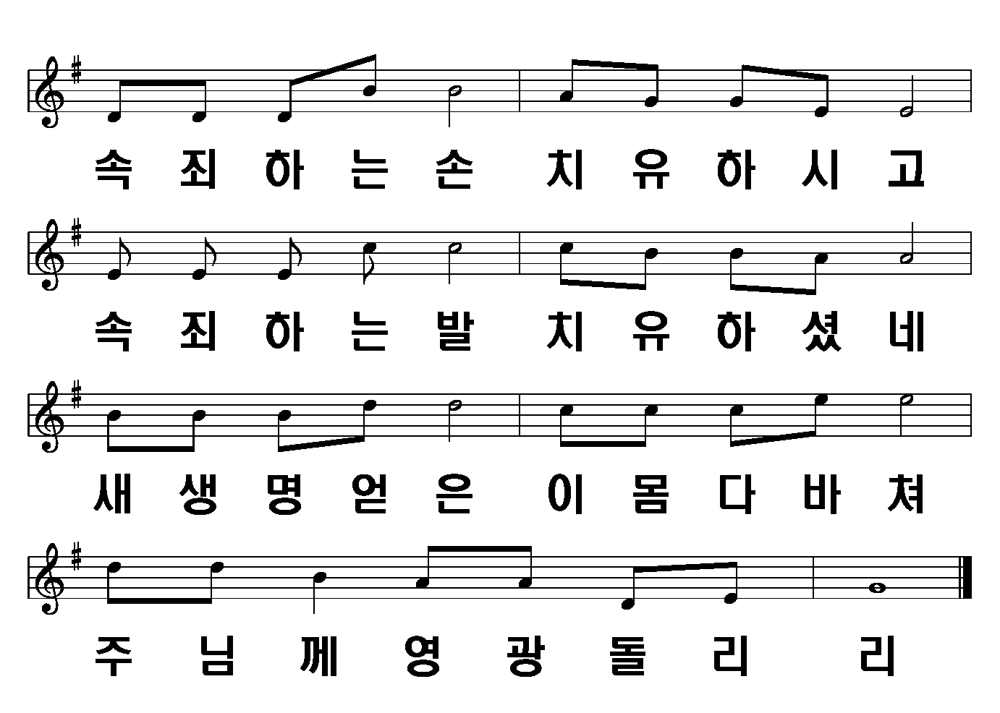 속 죄 하 는 손 치 유 하 시 고
속 죄 하 는 발 치 유 하 셨 네
새 생 명 얻 은 이 몸 다 바 쳐
주 님 께 영 광 돌 리 리